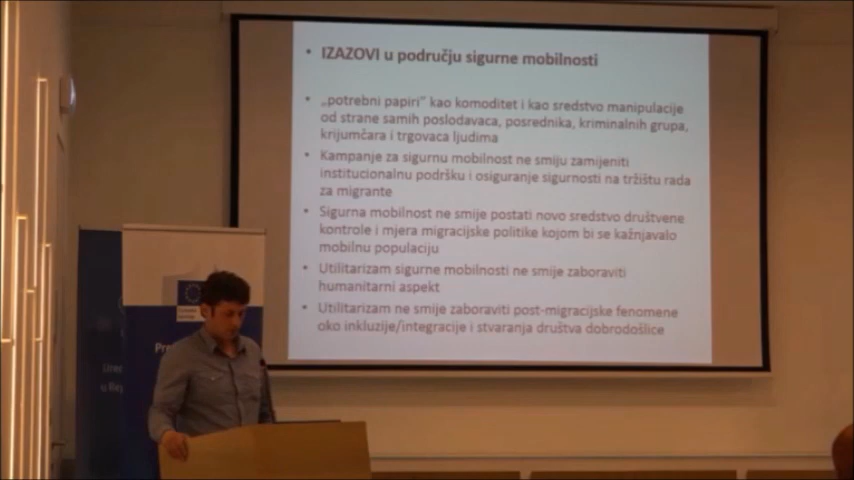 • IZAZOVI u području sigurne mobilnosti
• „potrebni papiri” kao komoditet i kao sredstvo manipulacije
od strane samih poslodavaca, posrednika, kriminalnih grupa,
krijumčara i trgovaca ljudima
• Kampanje za sigurnu mobilnost ne smiju zamijeniti
institucionalnu podršku i osiguranje sigurnosti na tržištu rada
za migrante
• Sigurna mobilnost ne smije postati novo sredstvo društvene
kontrole i mjera migracijske politike kojom bi se kažnjavalo
mobilnu populaciju
• Utilitarizam sigurne mobilnosti ne smije zaboraviti
humanitarni aspekt
• Utilitarizam ne smije zaboraviti post-migracijske fenomene
oko inkluzije/integracije i stvaranja društva dobrodošlice